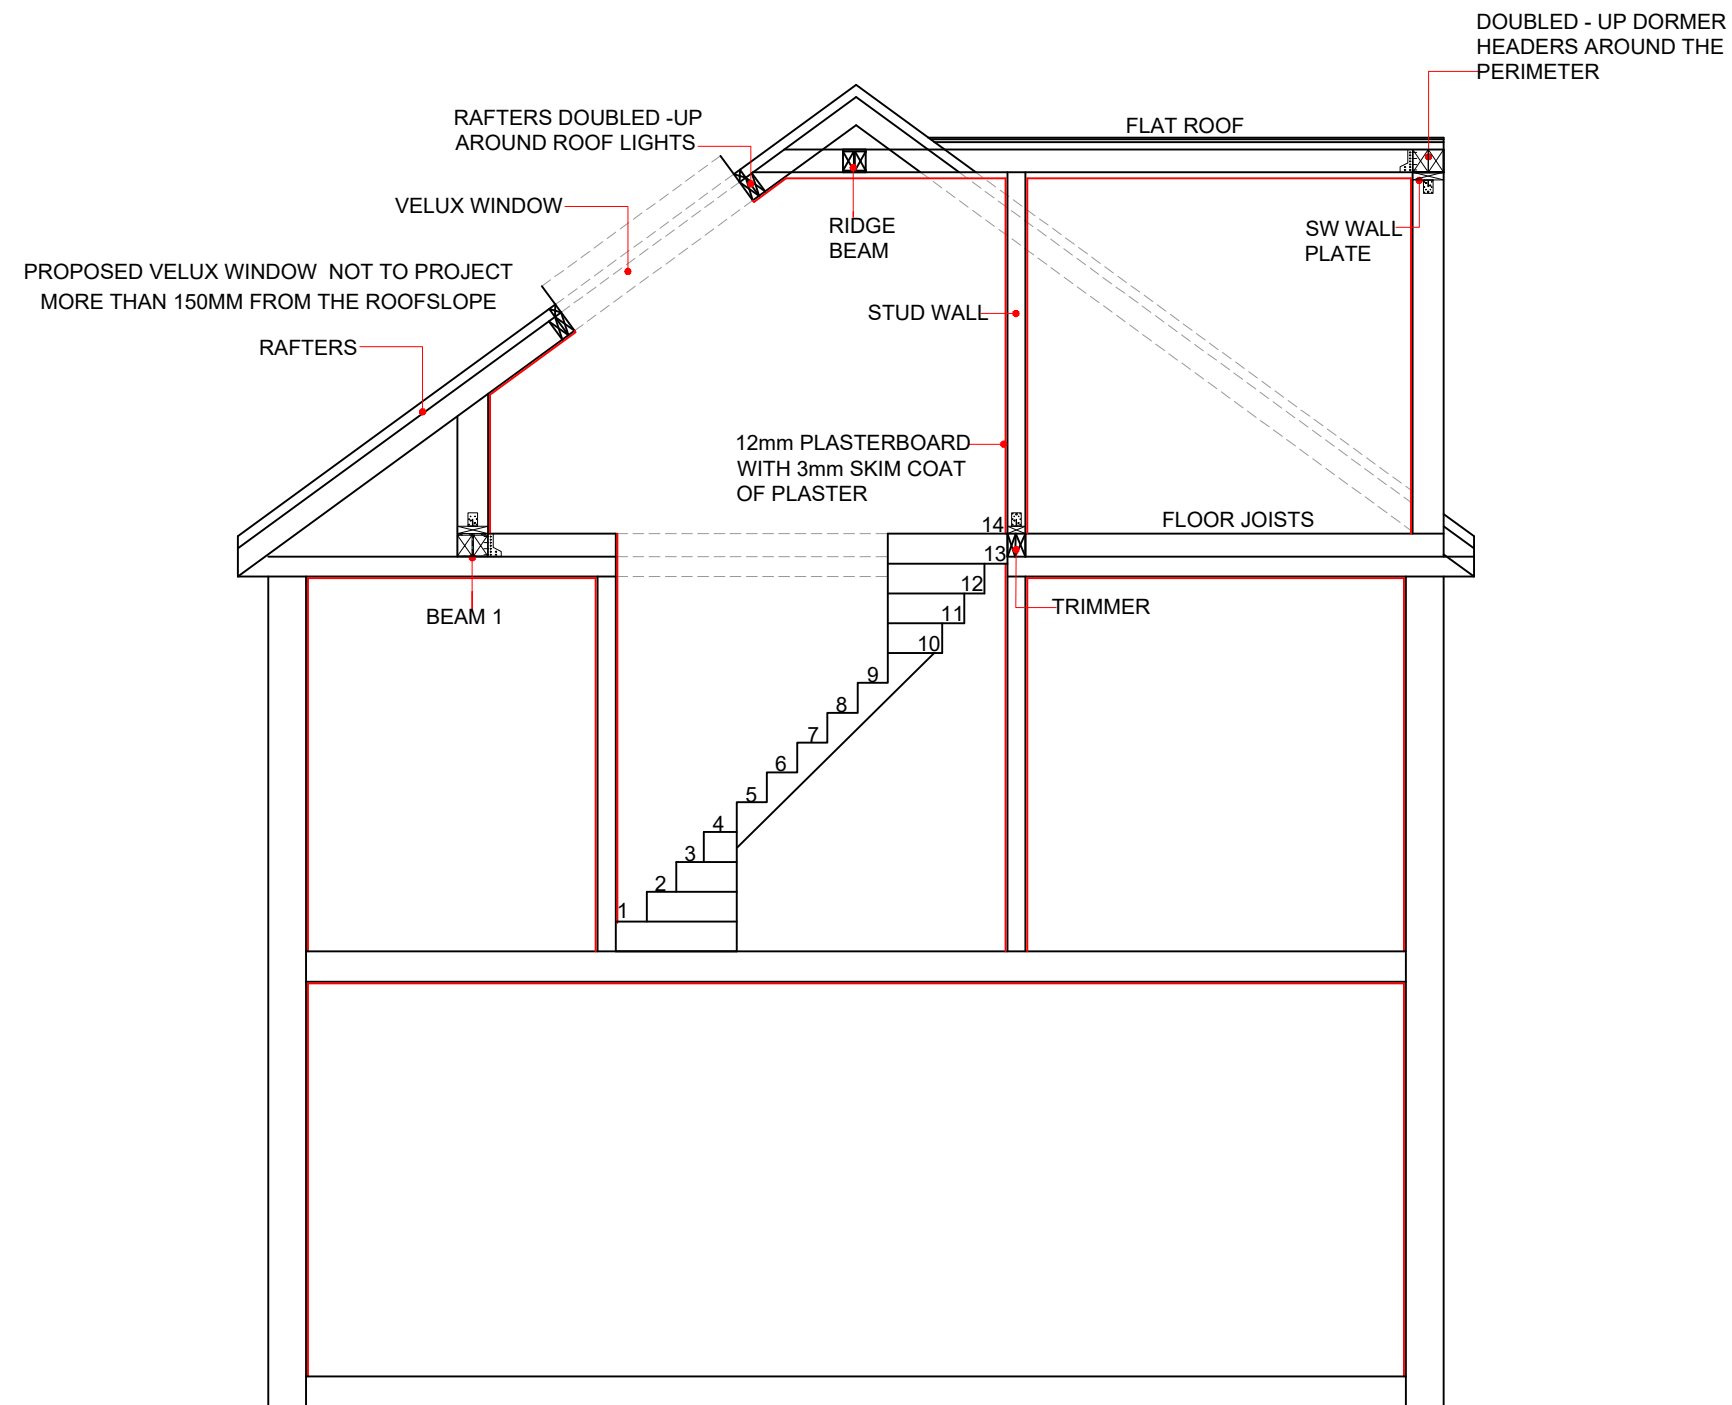 DOUBLED - UP DORMER
HEADERS AROUND THE
PERIMETER
RAFTERS DOUBLED -UP
AROUND ROOF LIGHTS
FLAT ROOF
VELUX WINDOW
RIDGE
BEAM
SW WALL
PLATE
PROPOSED VELUX WINDOW NOT TO PROJECT
MORE THAN 150MM FROM THE ROOFSLOPE
STUD WALL
RAFTERS
12mm PLASTERBOARD
WITH 3mm SKIM COAT
OF PLASTER
FLOOR JOISTS
14
13
12
11
10
9
8
7
6
5
4
3
2
1
BEAM 1
TRIMMER